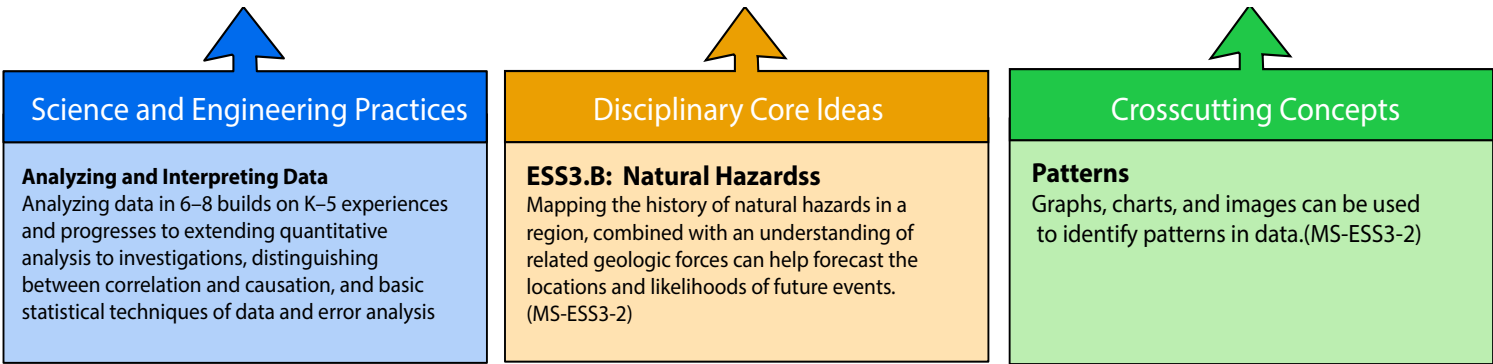 Science and Engineering Practices
Analyzing and Interpreting Data
Analyzing data in 6–8 builds on K–5 experiences
and progresses to extending quantitative
analysis to investigations, distinguishing
between correlation and causation, and basic
statistical techniques of data and error analysis
Disciplinary Core Ideas
ESS3.B: Natural Hazardss
Mapping the history of natural hazards in a
region, combined with an understanding of
related geologic forces can help forecast the
locations and likelihoods of future events.
(MS-ESS3-2)
Crosscutting Concepts
Patterns
Graphs, charts, and images can be used
to identify patterns in data.(MS-ESS3-2)